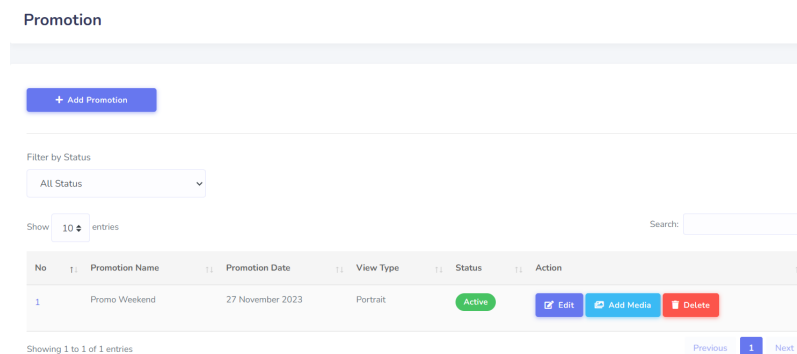 Promotion
+ Add Promotion
Filter by Status
All Status
Show 10 entries Search:
No Promotion Name Promotion Date View Type Status Action
1 Promo Weekend 27 November 2023 Portrait Active Edit Add Media Delete
Showing 1 to 1 of 1 entries Previous 1 Next